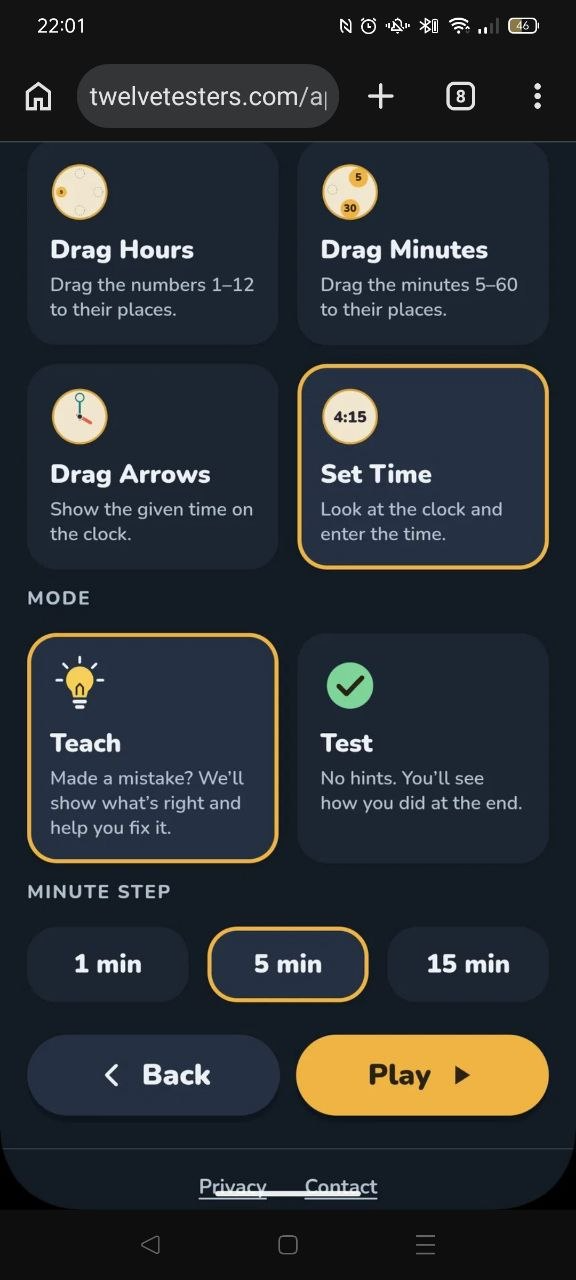 22:01
46
twelvetesters.com/a
8
9
5
30
Drag Hours
Drag the numbers 1–12
to their places.
Drag Minutes
Drag the minutes 5–60
to their places.
4:15
Drag Arrows
Show the given time on
the clock.
Set Time
Look at the clock and
enter the time.
MODE
Teach
Made a mistake? We’ll
show what’s right and
help you fix it.
Test
No hints. You’ll see
how you did at the end.
MINUTE STEP
1 min
5 min
15 min
Back
Play
Privacy
Contact